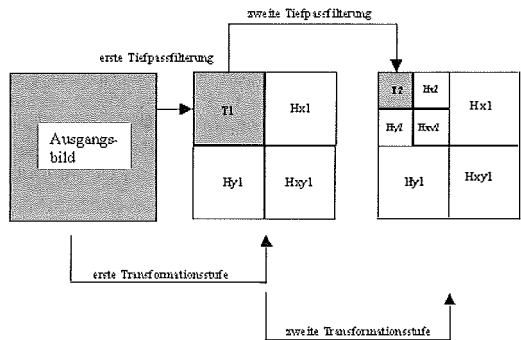 zweite Tiefpassfilterung
erste Tiefpassfilterung
Ausgangs-
bild
T1
Hx1
Hy1
Hxy1
T2
Hx2
Hy2
Hxy2
Hx1
Hy1
Hxy1
erste Transformationsstufe
zweite Transformationsstufe